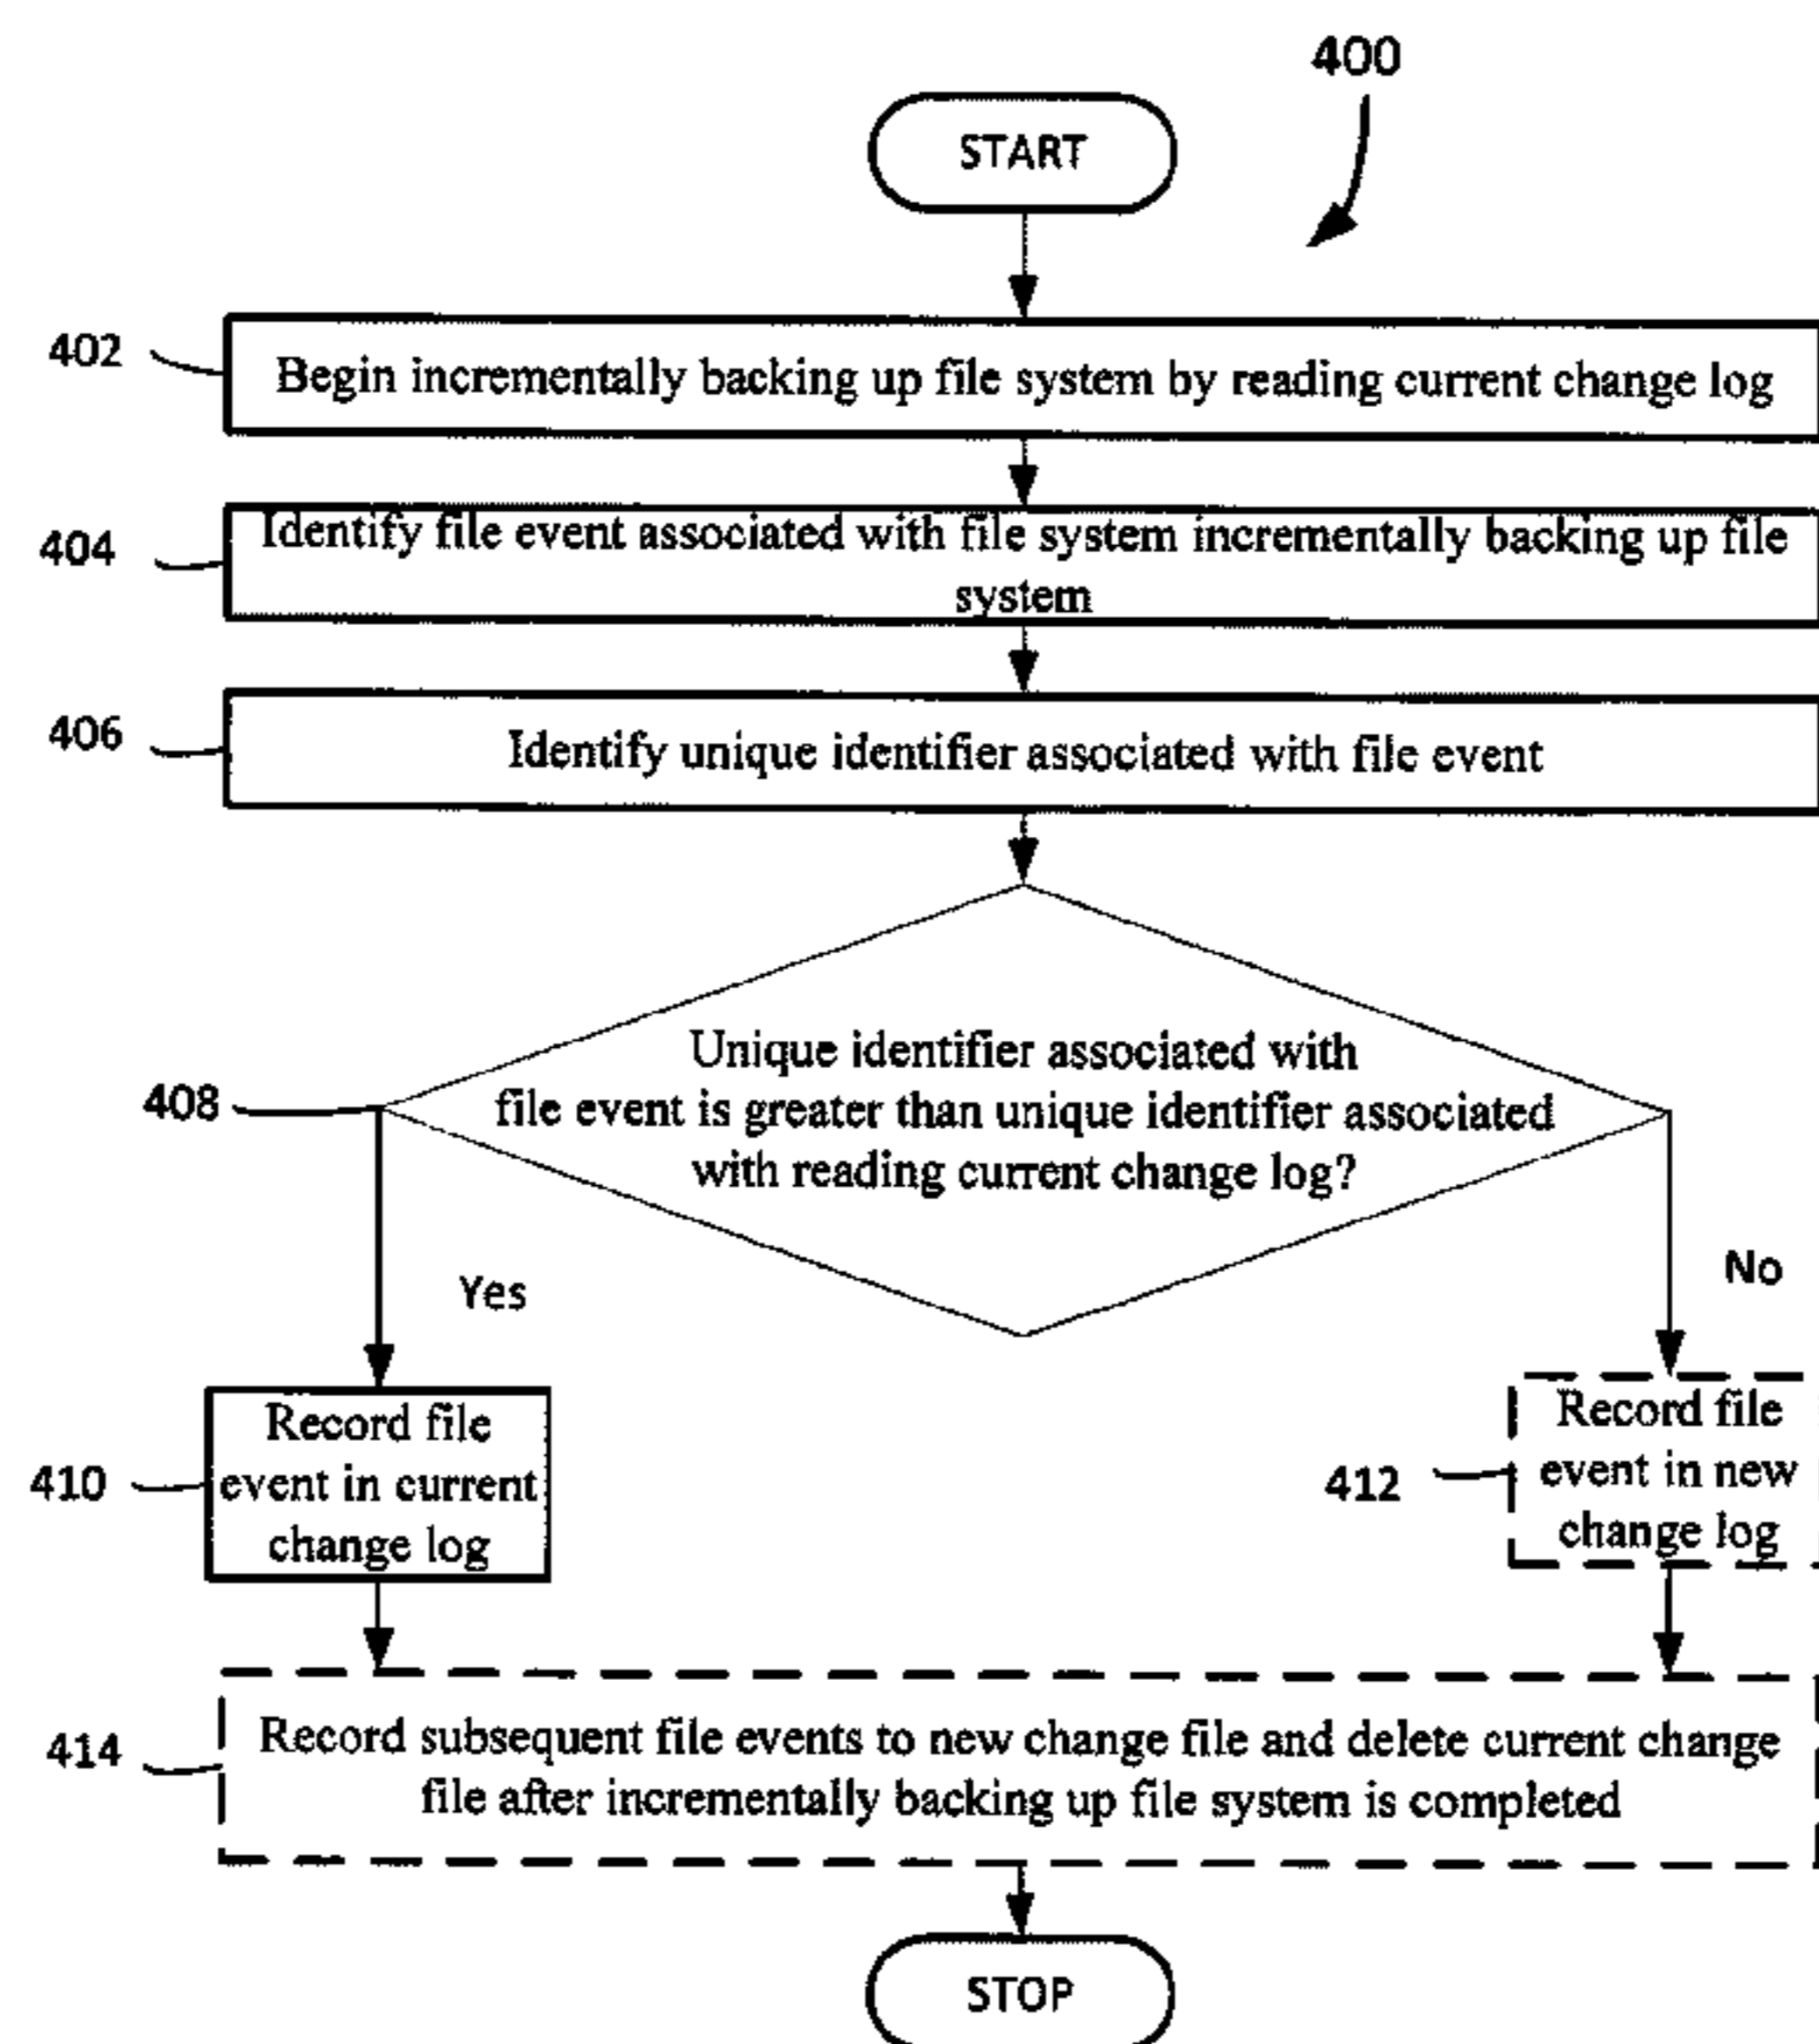 400
START
402
Begin incrementally backing up file system by reading current change log
404
Identify file event associated with file system incrementally backing up file
system
406
Identify unique identifier associated with file event
Unique identifier associated with
408
file event is greater than unique identifier associated
with reading current change log?
Yes
No
410
Record file
event in current
change log
412
Record file
event in new
change log
414
Record subsequent file events to new change file and delete current change
file after incrementally backing up file system is completed
STOP